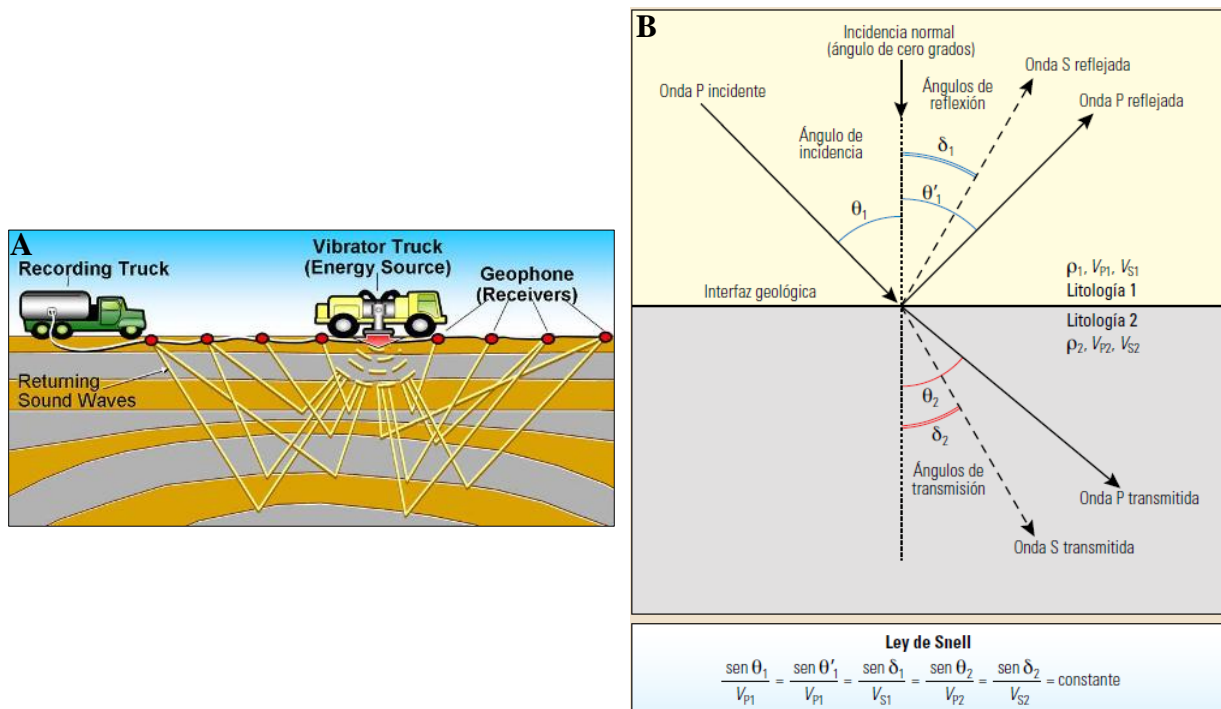 A
Recording Truck
Vibrator Truck
(Energy Source)
Geophone
(Receivers)
Returning
Sound Waves
B
Incidencia normal
(ángulo de cero grados)
Onda P incidente
Ángulos de
reflexión
Onda S reflejada
Onda P reflejada
Ángulo de
incidencia
δ1
θ1
θ′1
Interfaz geológica
ρ1, VP1, VS1
Litología 1
Litología 2
ρ2, VP2, VS2
θ2
δ2
Ángulos de
transmisión
Onda P transmitida
Onda S transmitida
Ley de Snell
sen θ1 / VP1 = sen θ′1 / VP1 = sen δ1 / VS1 = sen θ2 / VP2 = sen δ2 / VS2 = constante